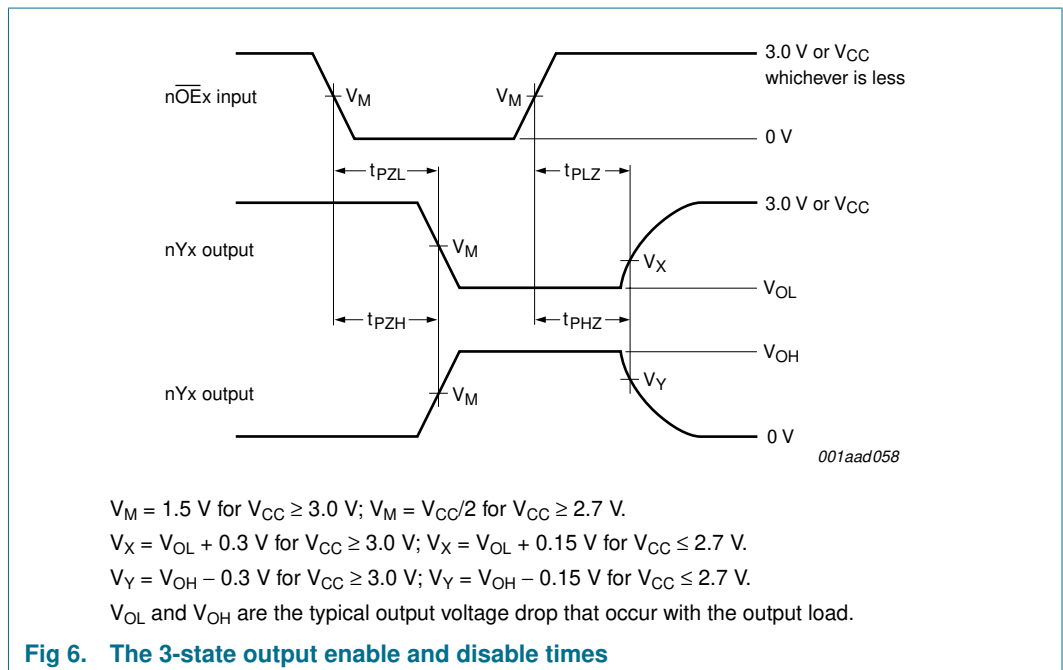 3.0 V or VCC
whichever is less
nOEx input
VM
VM
0 V
tPZL
tPLZ
3.0 V or VCC
nYx output
VM
VX
VOL
tPZH
tPHZ
VOH
nYx output
VM
VY
0 V
001aad058
VM = 1.5 V for VCC ≥ 3.0 V; VM = VCC/2 for VCC ≥ 2.7 V.
VX = VOL + 0.3 V for VCC ≥ 3.0 V; VX = VOL + 0.15 V for VCC ≤ 2.7 V.
VY = VOH − 0.3 V for VCC ≥ 3.0 V; VY = VOH − 0.15 V for VCC ≤ 2.7 V.
VOL and VOH are the typical output voltage drop that occur with the output load.
Fig 6. The 3-state output enable and disable times